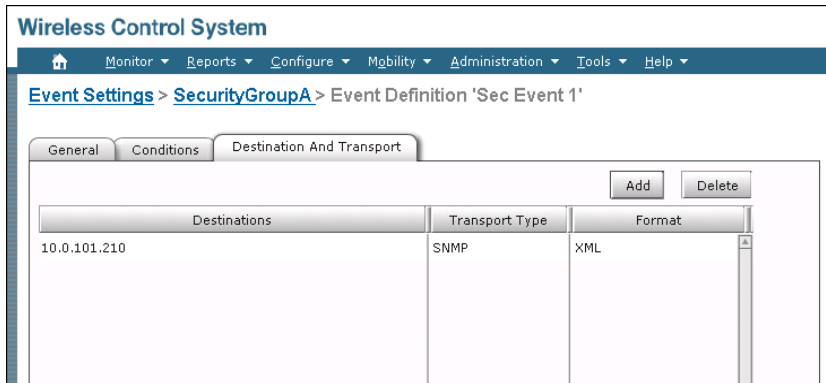 Wireless Control System
Monitor Reports Configure Mobility Administration Tools Help
Event Settings > SecurityGroupA > Event Definition 'Sec Event 1'
General Conditions Destination And Transport
Add Delete
Destinations Transport Type Format
10.0.101.210 SNMP XML